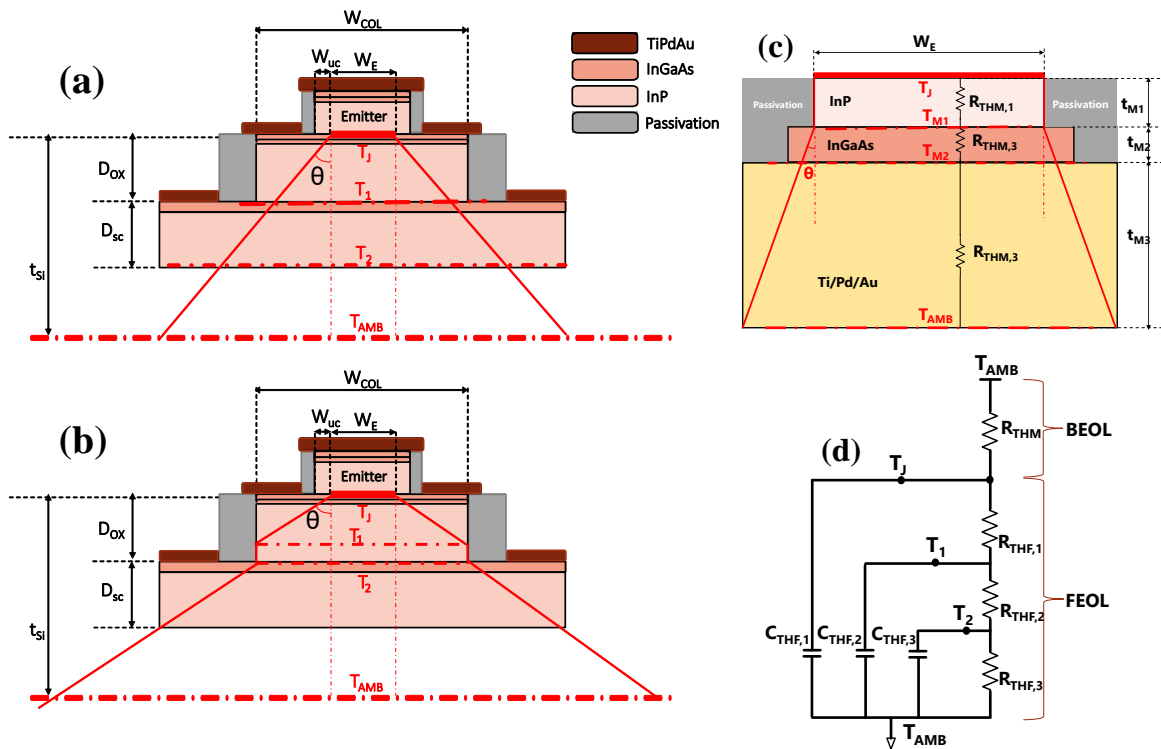 (a)
W_COL
W_uc
W_E
Emitter
T_J
θ
T_1
T_2
T_AMB
D_OX
D_sc
t_Si
TiPdAu
InGaAs
InP
Passivation
(b)
W_COL
W_uc
W_E
Emitter
T_J
θ
T_1
T_2
T_AMB
D_OX
D_sc
t_Si
(c)
W_E
Passivation
InP
T_J
R_THM,1
Passivation
t_M1
T_M1
InGaAs
T_M2
R_THM,3
t_M2
θ
R_THM,3
t_M3
Ti/Pd/Au
T_AMB
(d)
T_AMB
R_THM
BEOL
T_J
R_THF,1
T_1
R_THF,2
FEOL
T_2
C_THF,1
C_THF,2
C_THF,3
R_THF,3
T_AMB